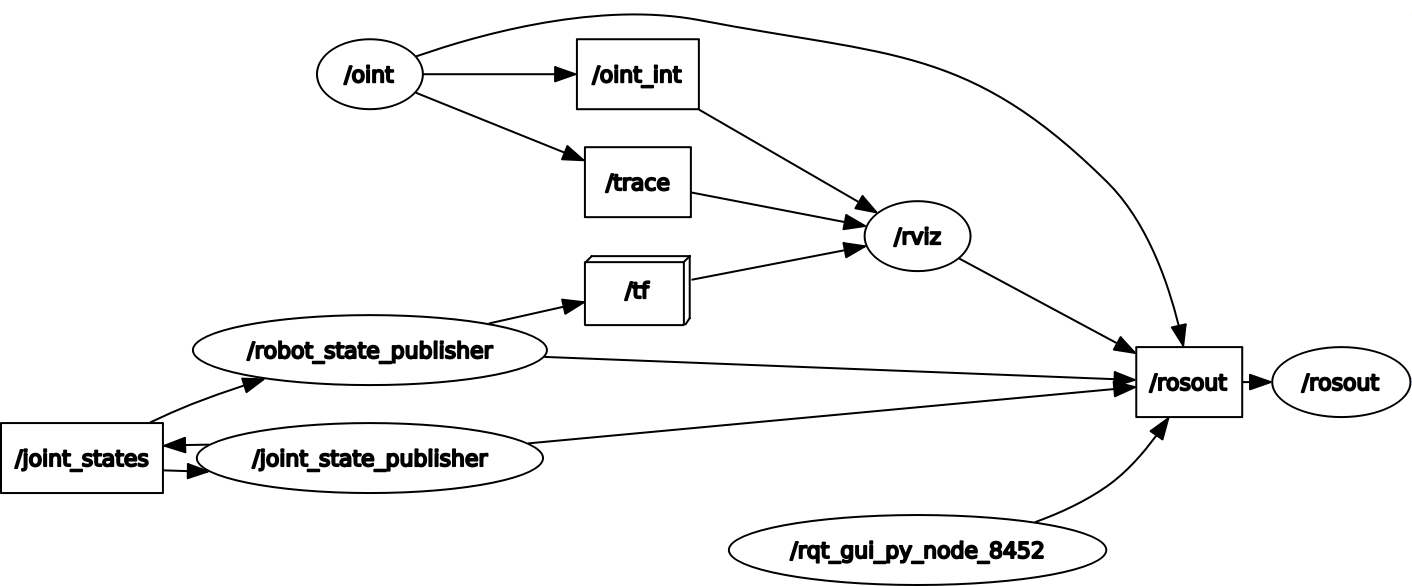 /oint
/oint_int
/trace
/rviz
/tf
/robot_state_publisher
/rosout
/rosout
/joint_states
/joint_state_publisher
/rqt_gui_py_node_8452